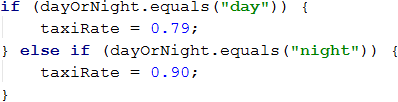 if (dayOrNight.equals("day")) {
    taxiRate = 0.79;
} else if (dayOrNight.equals("night")) {
    taxiRate = 0.90;
}